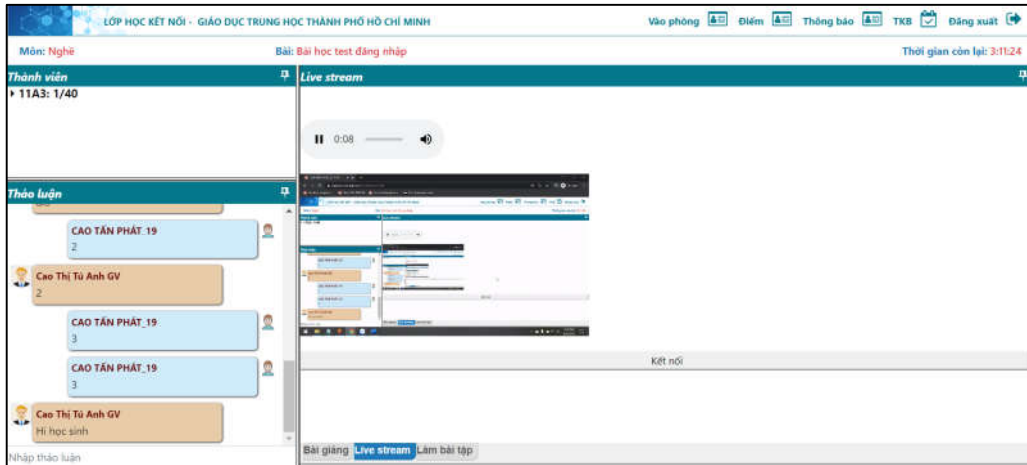 LỚP HỌC KẾT NỐI - GIÁO DỤC TRUNG HỌC THÀNH PHỐ HỒ CHÍ MINH
Vào phòng Điểm Thông báo TKB Đăng xuất
Môn: Nghề Bài: Bài học test đăng nhập Thời gian còn lại: 3:11:24
Thành viên
11A3: 1/40
Thảo luận
CAO TẤN PHÁT_19
2
Cao Thị Tú Anh GV
2
CAO TẤN PHÁT_19
3
CAO TẤN PHÁT_19
3
Cao Thị Tú Anh GV
Hi học sinh
Nhập thảo luận
Live stream
0:08
Kết nối
Bài giảng Live stream Làm bài tập